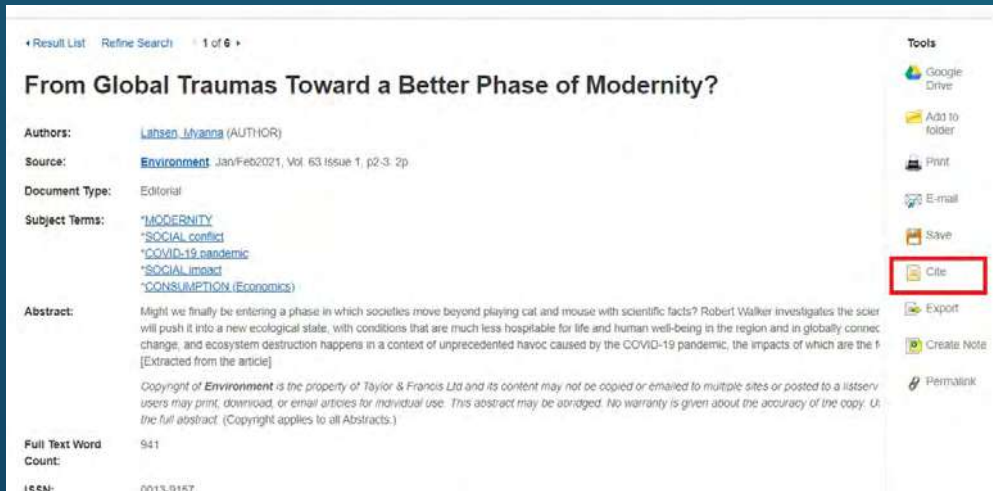 Result List Refine Search 1 of 6
From Global Traumas Toward a Better Phase of Modernity?
Authors: Lahsen, Myanna (AUTHOR)
Source: Environment. Jan/Feb2021, Vol. 63 Issue 1, p2-3. 2p.
Document Type: Editorial
Subject Terms: *MODERNITY
*SOCIAL conflict
*COVID-19 pandemic
*SOCIAL impact
*CONSUMPTION (Economics)
Abstract: Might we finally be entering a phase in which societies move beyond playing cat and mouse with scientific facts? Robert Walker investigates the scier
will push it into a new ecological state, with conditions that are much less hospitable for life and human well-being in the region and in globally connec
change, and ecosystem destruction happens in a context of unprecedented havoc caused by the COVID-19 pandemic, the impacts of which are the f
[Extracted from the article]
Copyright of Environment is the property of Taylor & Francis Ltd and its content may not be copied or emailed to multiple sites or posted to a listserv
users may print, download, or email articles for individual use. This abstract may be abridged. No warranty is given about the accuracy of the copy.
the full abstract. (Copyright applies to all Abstracts.)
Full Text Word
Count:
941
ISSN: 0013-9157
Tools
Google
Drive
Add to
folder
Print
E-mail
Save
Cite
Export
Create Note
Permalink